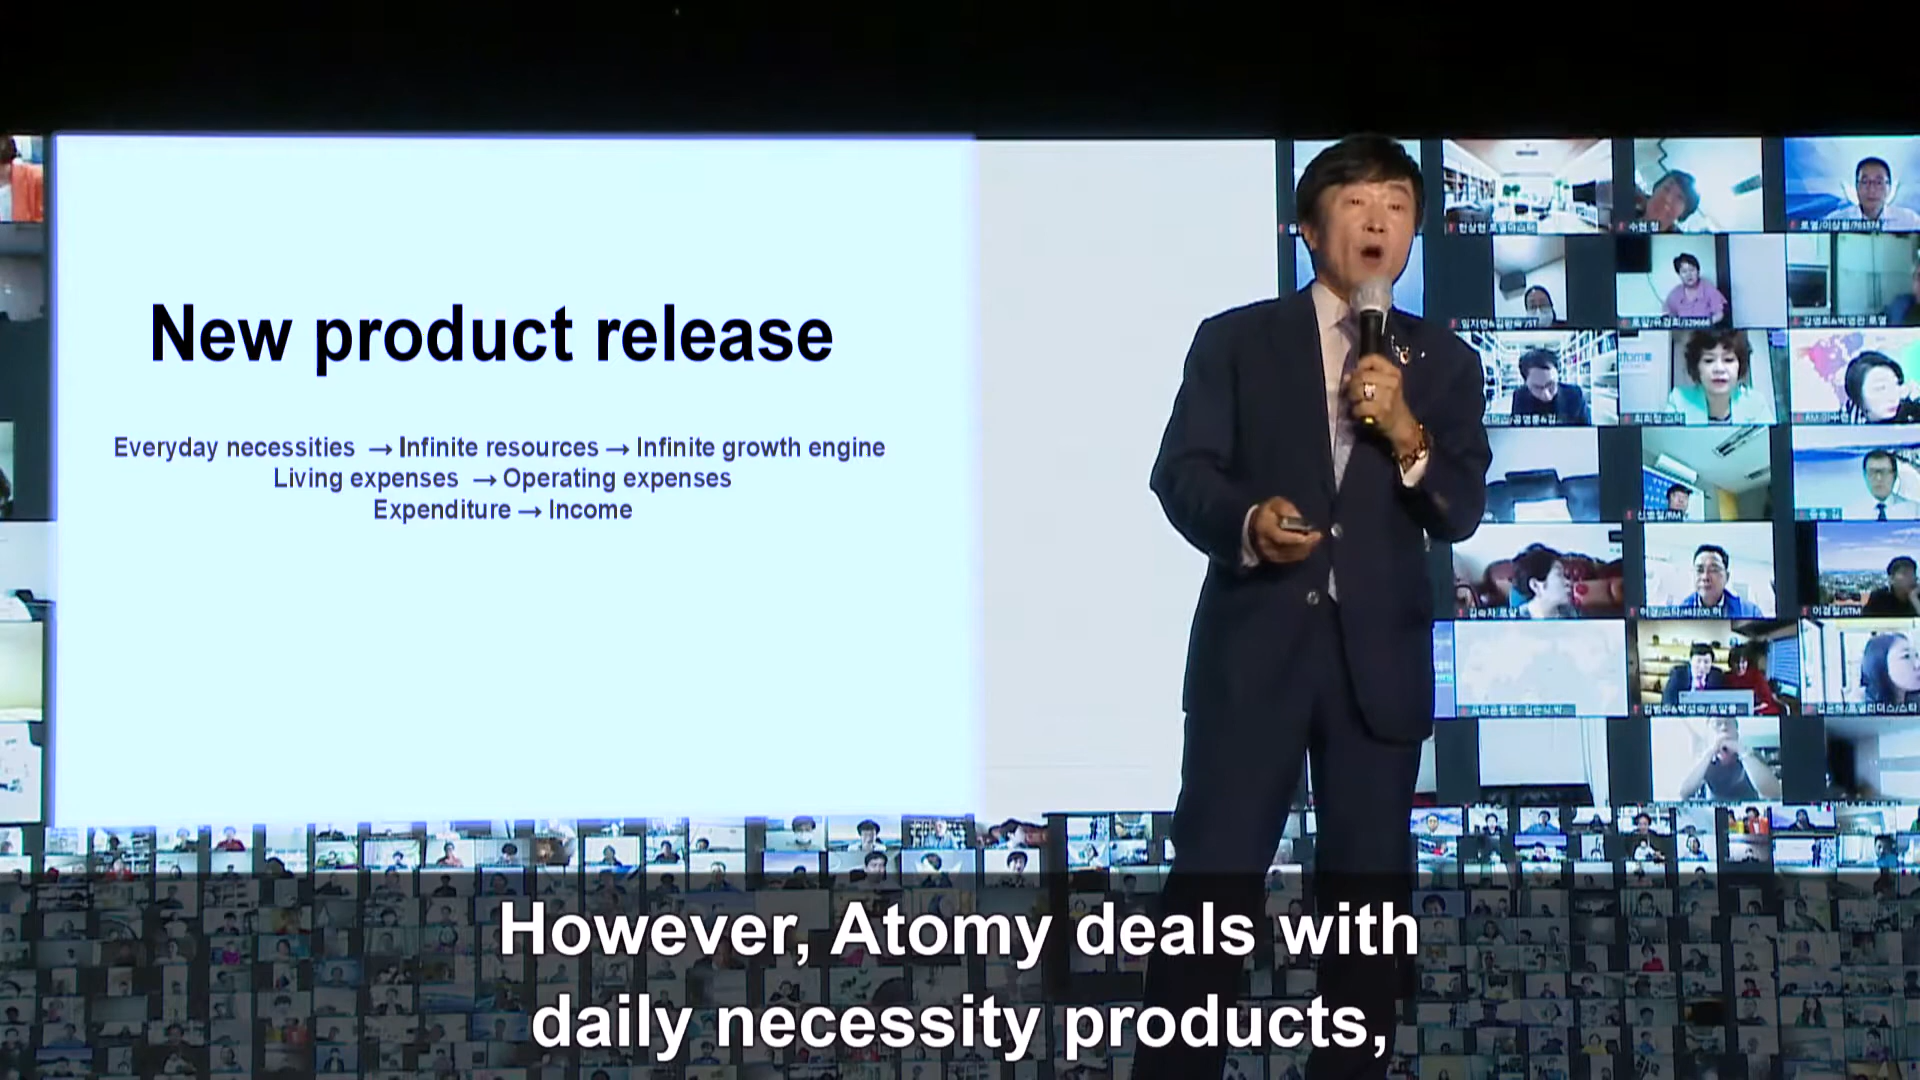 New product release
Everyday necessities → Infinite resources → Infinite growth engine
Living expenses → Operating expenses
Expenditure → Income
However, Atomy deals with
daily necessity products,